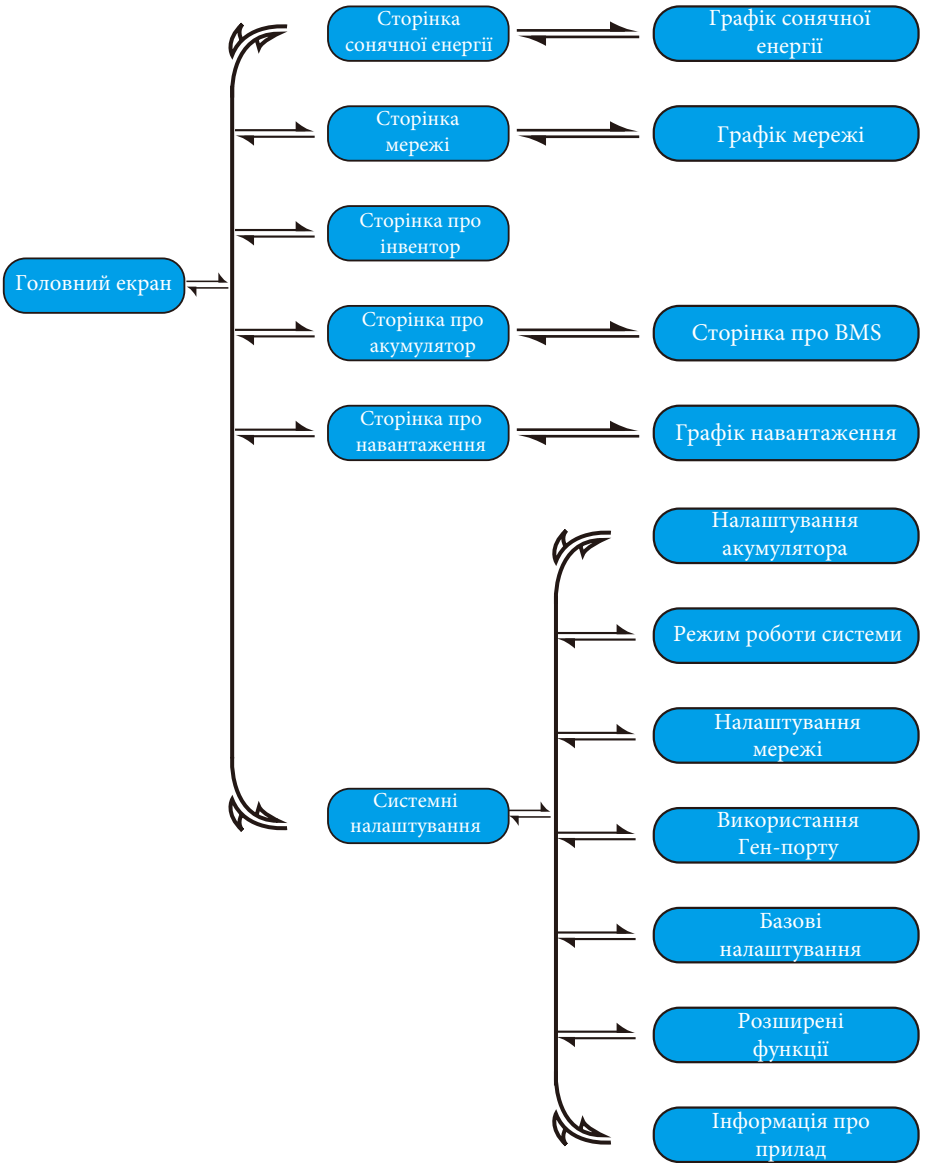 Сторінка
сонячної енергії
Графік сонячної
енергії
Сторінка
мережі
Графік мережі
Сторінка про
інвентор
Головний екран
Сторінка про
акумулятор
Сторінка про BMS
Сторінка про
навантаження
Графік навантаження
Налаштування
акумулятора
Режим роботи системи
Налаштування
мережі
Системні
налаштування
Використання
Ген-порту
Базові
налаштування
Розширені
функції
Інформація про
прилад